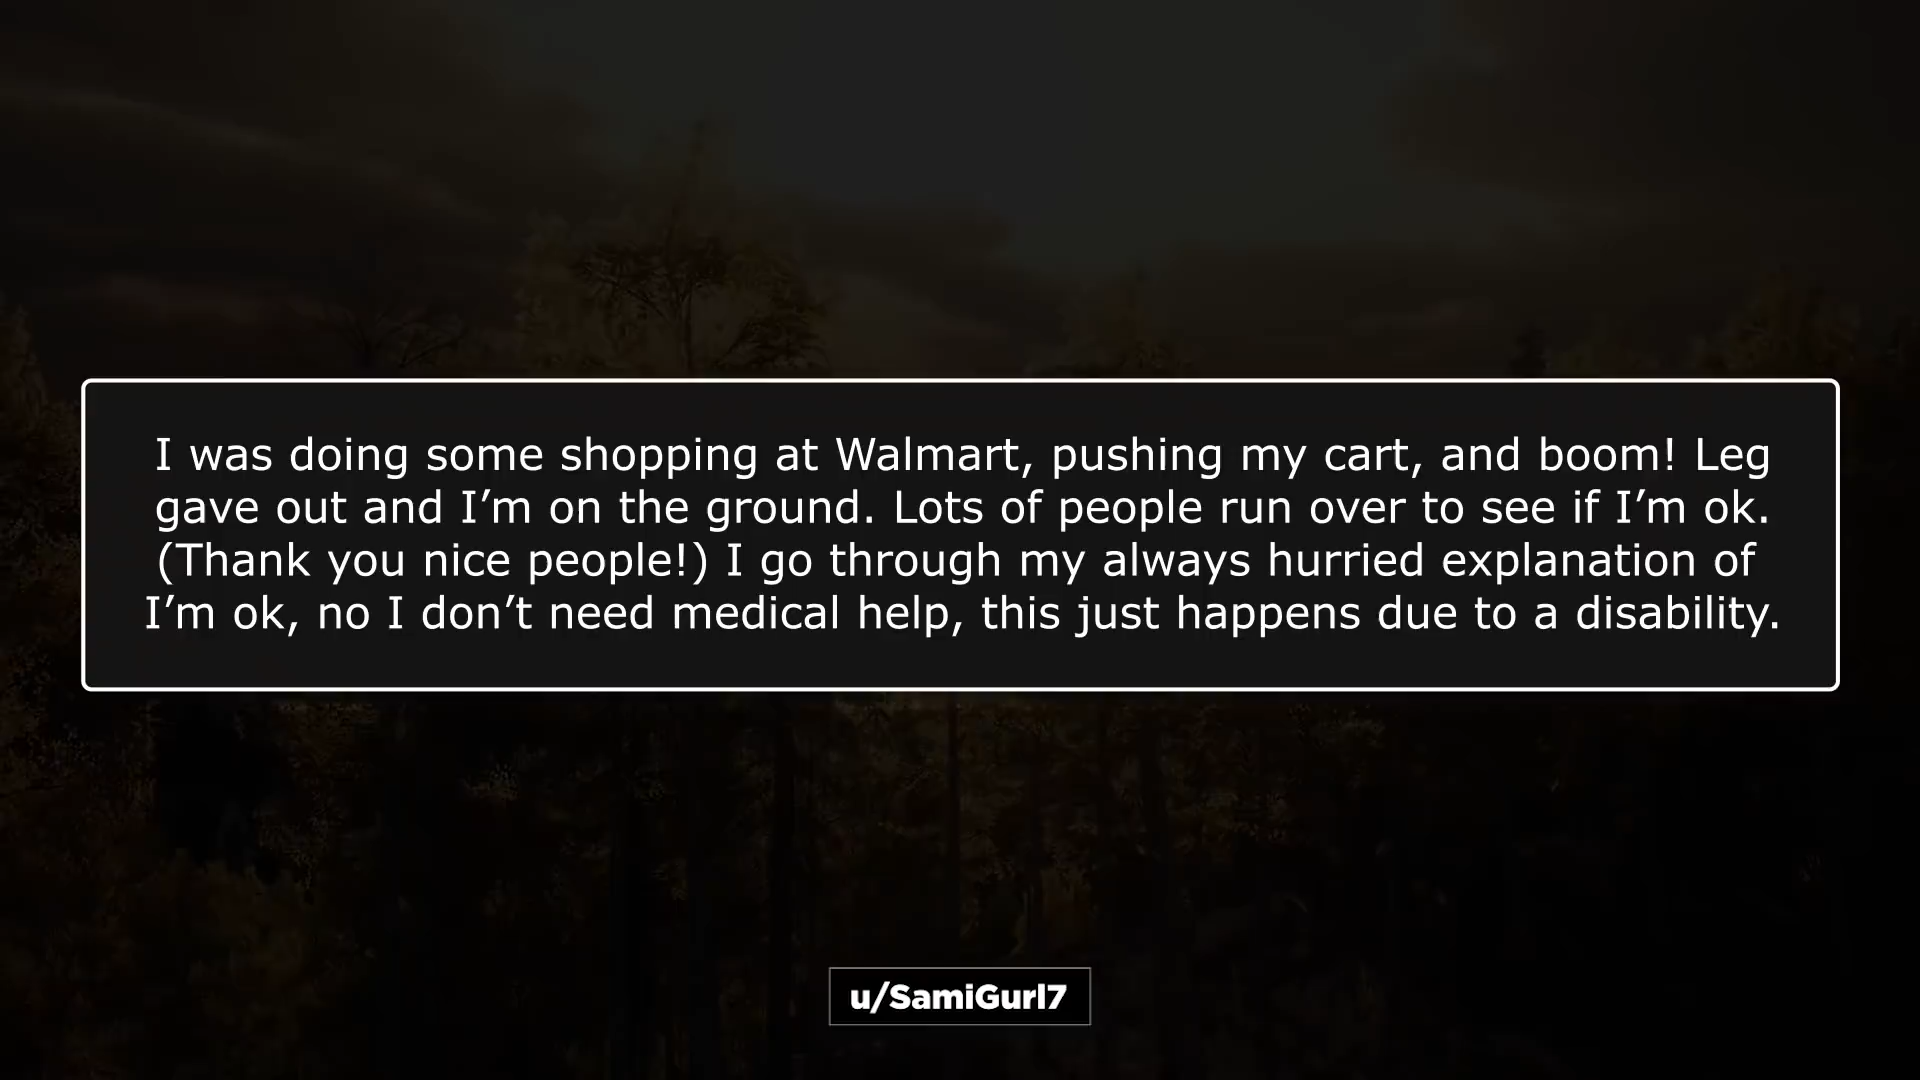 I was doing some shopping at Walmart, pushing my cart, and boom! Leg
gave out and I’m on the ground. Lots of people run over to see if I’m ok.
(Thank you nice people!) I go through my always hurried explanation of
I’m ok, no I don’t need medical help, this just happens due to a disability.
u/SamiGurl7